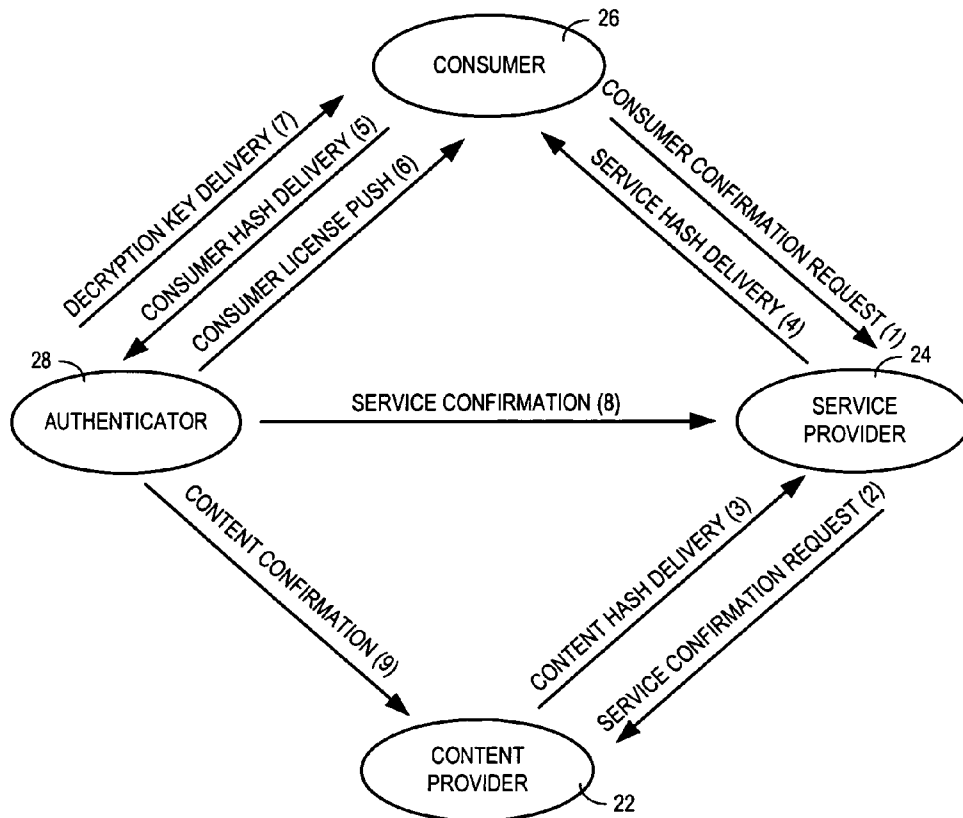 26
CONSUMER
DECRYPTION KEY DELIVERY (7)
CONSUMER HASH DELIVERY (5)
CONSUMER LICENSE PUSH (6)
SERVICE HASH DELIVERY (4)
CONSUMER CONFIRMATION REQUEST (1)
28
AUTHENTICATOR
SERVICE CONFIRMATION (8)
24
SERVICE
PROVIDER
CONTENT CONFIRMATION (9)
CONTENT HASH DELIVERY (3)
SERVICE CONFIRMATION REQUEST (2)
CONTENT
PROVIDER
22